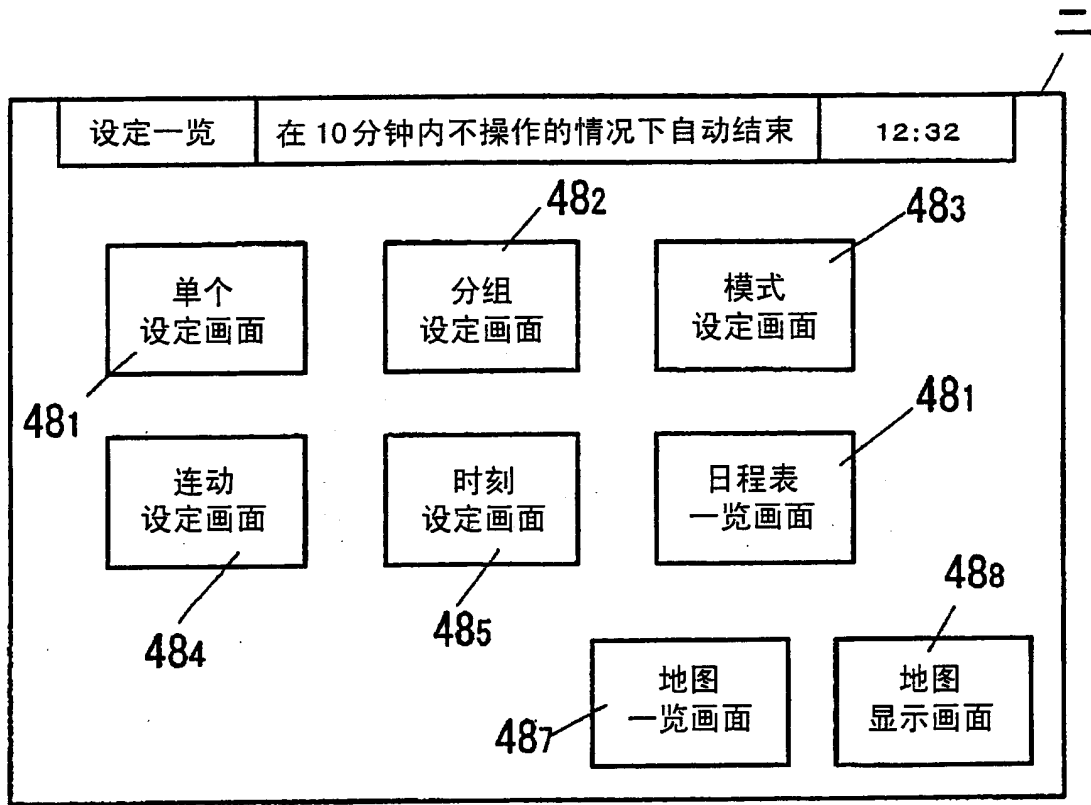 二
设定一览 在10分钟内不操作的情况下自动结束 12:32
482 483
单个
设定画面
分组
设定画面
模式
设定画面
481 481
连动
设定画面
时刻
设定画面
日程表
一览画面
484 485 488
地图
一览画面
地图
显示画面
487